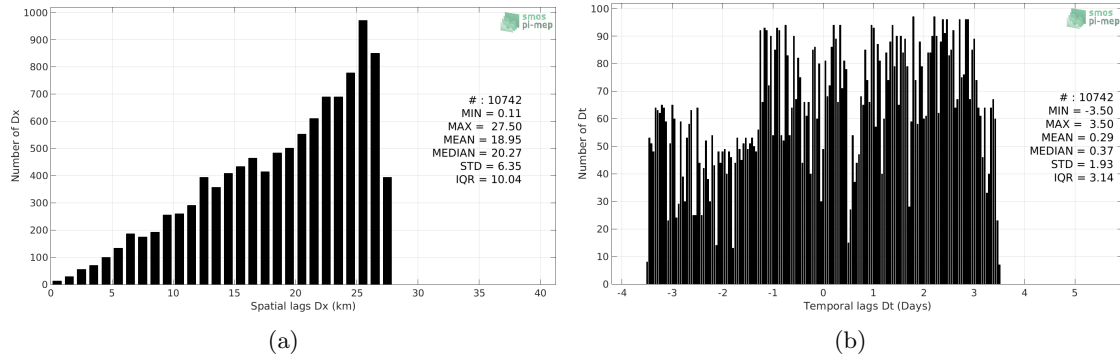 1000
900
800
700
600
500
400
300
200
100
0
Number of Dx
0
5
10
15
20
25
30
35
40
Spatial lags Dx (km)
smos
pi-mep
# : 10742
MIN = 0.11
MAX = 27.50
MEAN = 18.95
MEDIAN = 20.27
STD = 6.35
IQR = 10.04
(a)
100
90
80
70
60
50
40
30
20
10
0
Number of Dt
-4
-3
-2
-1
0
1
2
3
4
5
Temporal lags Dt (Days)
smos
pi-mep
# : 10742
MIN = -3.50
MAX = 3.50
MEAN = 0.29
MEDIAN = 0.37
STD = 1.93
IQR = 3.14
(b)